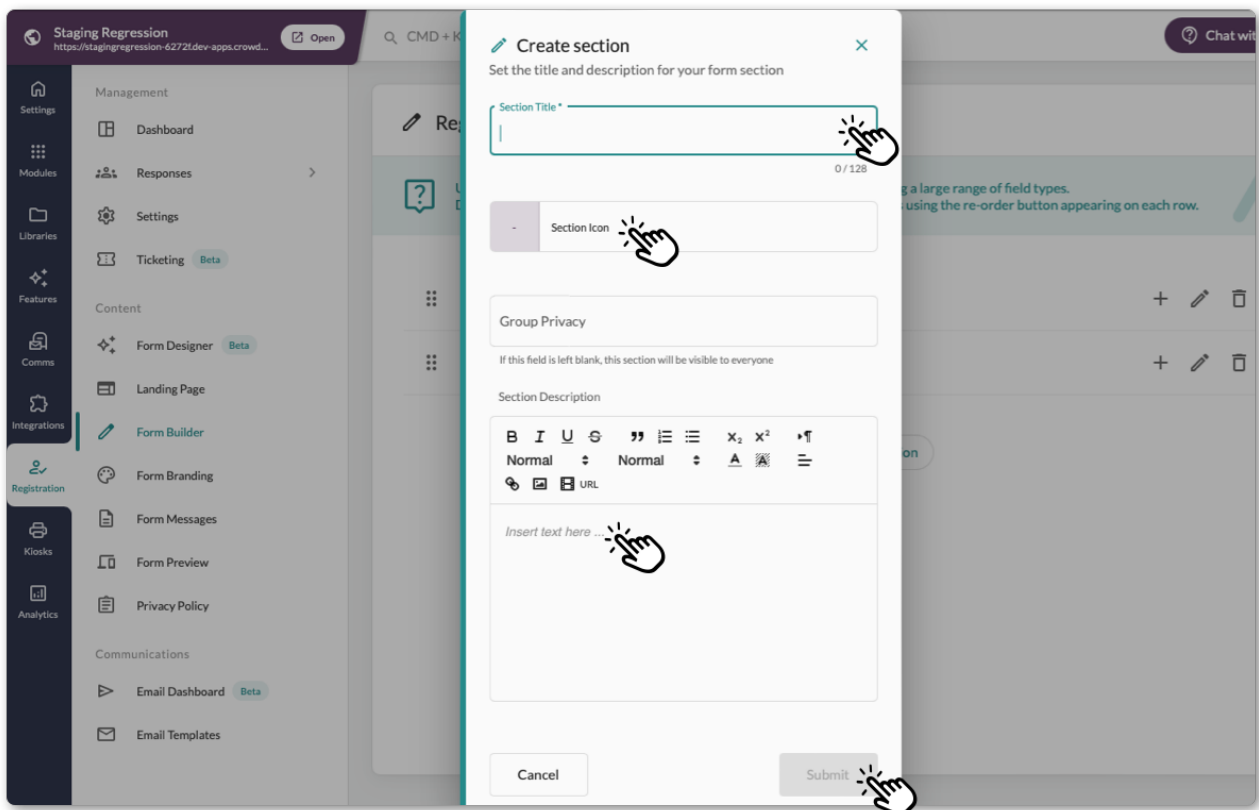 Staging Regression
https://stagingregression-6272t.dev-apps.crowd...
Open
CMD + K
Chat wit
Settings
Modules
Libraries
Features
Comms
Integrations
Registration
Kiosks
Analytics
Management
Dashboard
Responses
Settings
Ticketing Beta
Content
Form Designer Beta
Landing Page
Form Builder
Form Branding
Form Messages
Form Preview
Privacy Policy
Communications
Email Dashboard Beta
Email Templates
Create section
Set the title and description for your form section
Section Title *
0 / 128
- Section Icon
Group Privacy
If this field is left blank, this section will be visible to everyone
Section Description
B I U S X₂ X²
Normal Normal A A
URL
Insert text here ...
Cancel Submit
g a large range of field types.
using the re-order button appearing on each row.
on